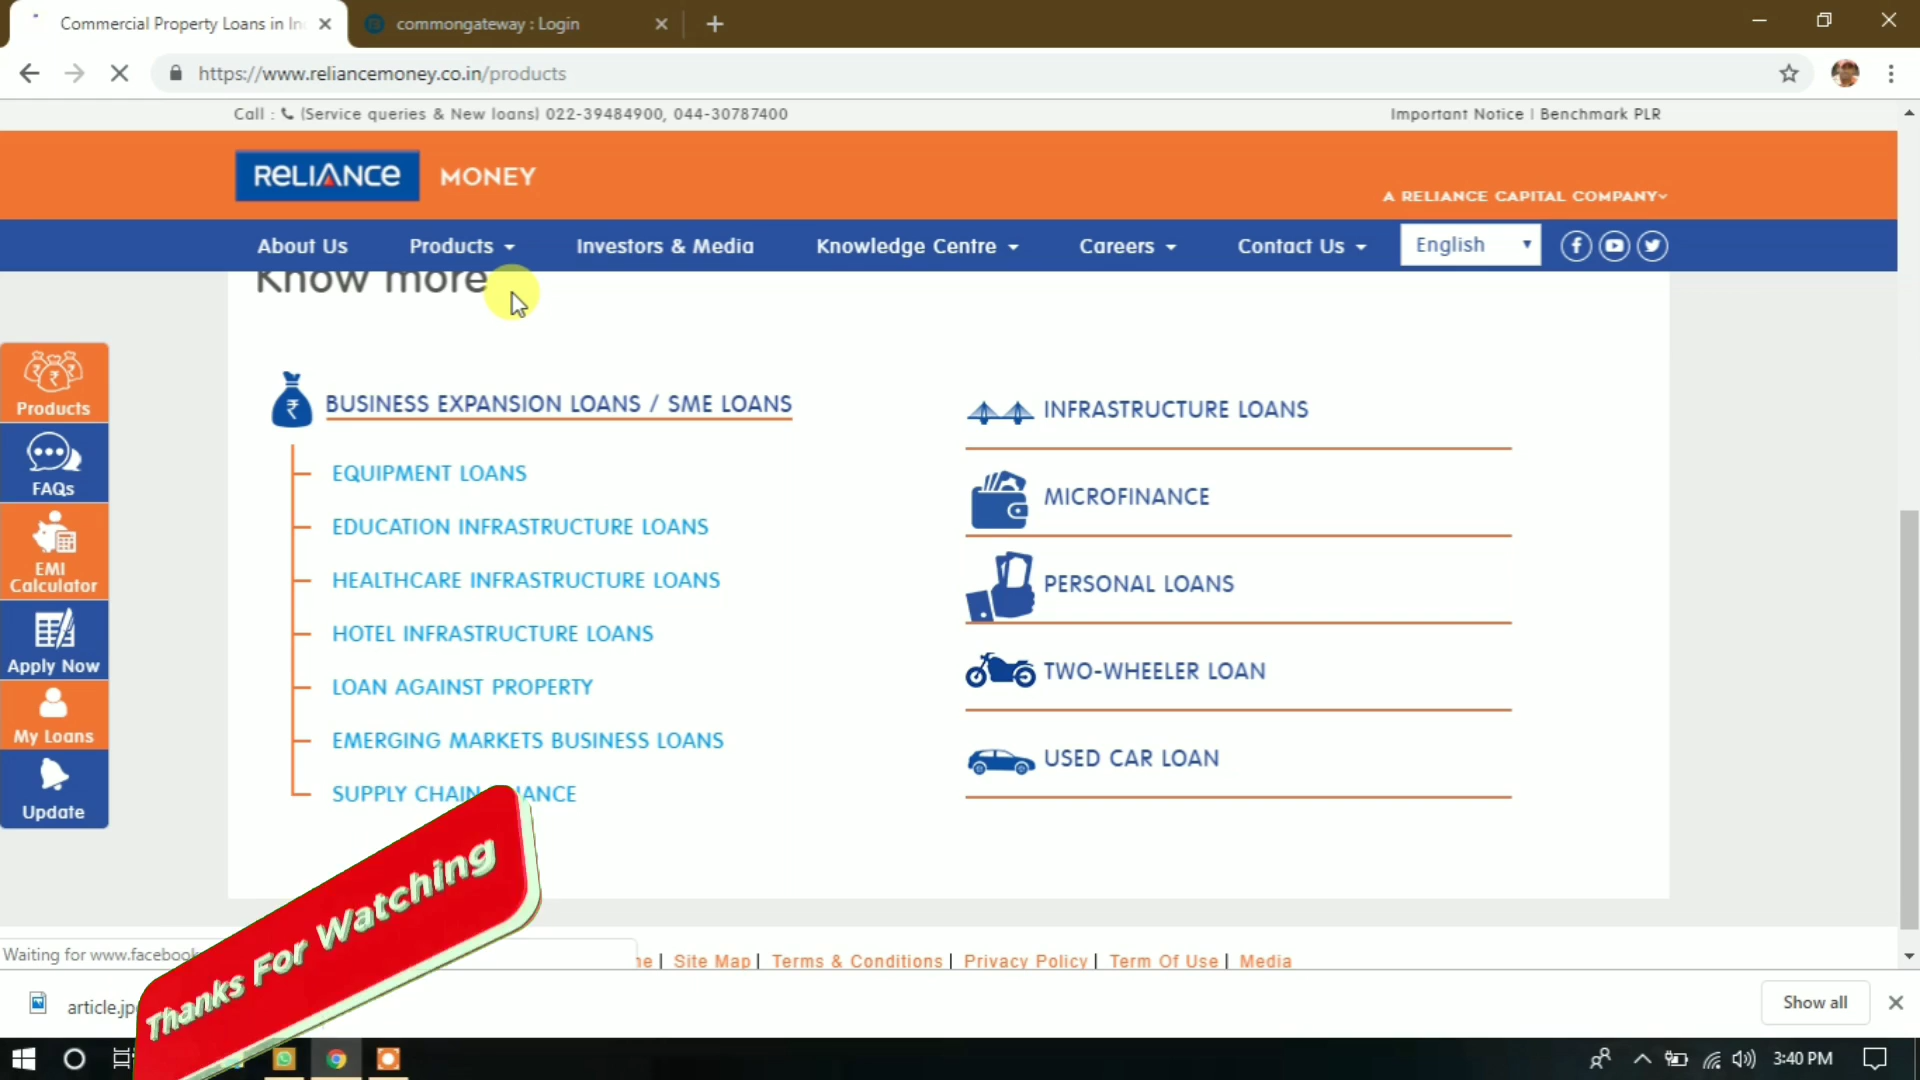 Commercial Property Loans in In
commongateway : Login
https://www.reliancemoney.co.in/products
Call : (Service queries & New loans) 022-39484900, 044-30787400
Important Notice | Benchmark PLR
RELIANCE MONEY
A RELIANCE CAPITAL COMPANY
About Us
Products
Investors & Media
Knowledge Centre
Careers
Contact Us
English
Know more
Products
FAQs
EMI
Calculator
Apply Now
My Loans
Update
BUSINESS EXPANSION LOANS / SME LOANS
EQUIPMENT LOANS
EDUCATION INFRASTRUCTURE LOANS
HEALTHCARE INFRASTRUCTURE LOANS
HOTEL INFRASTRUCTURE LOANS
LOAN AGAINST PROPERTY
EMERGING MARKETS BUSINESS LOANS
SUPPLY CHAIN
INFRASTRUCTURE LOANS
MICROFINANCE
PERSONAL LOANS
TWO-WHEELER LOAN
USED CAR LOAN
Thanks For Watching
Waiting for www.facebook
| Site Map | Terms & Conditions | Privacy Policy | Term Of Use | Media
article.jp
Show all
3:40 PM